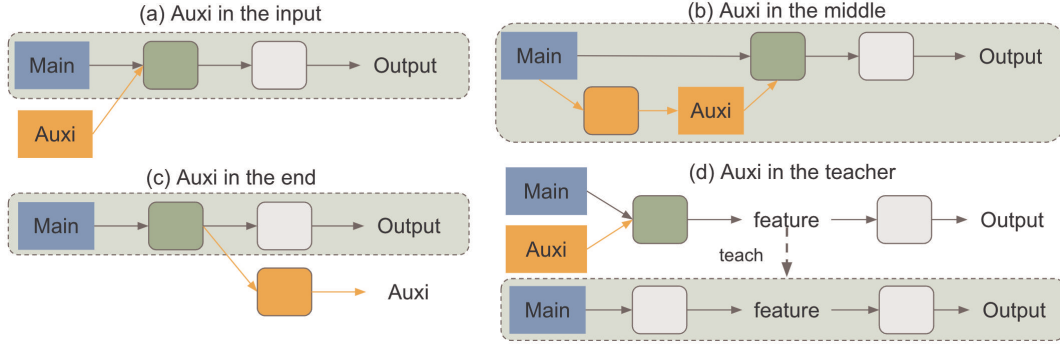 (a) Auxi in the input
Main
Output
Auxi
(b) Auxi in the middle
Main
Output
Auxi
(c) Auxi in the end
Main
Output
Auxi
(d) Auxi in the teacher
Main
feature
Output
Auxi
teach
Main
feature
Output